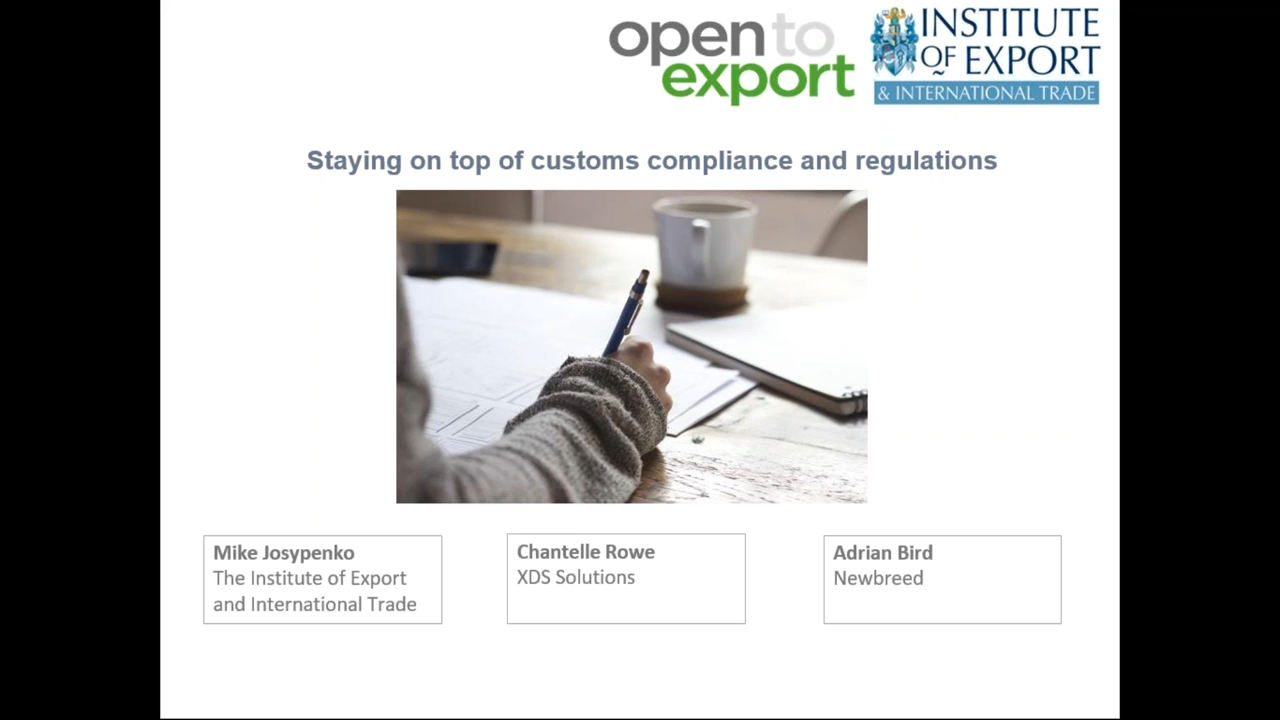 open to
export
INSTITUTE
OF EXPORT
& INTERNATIONAL TRADE
Staying on top of customs compliance and regulations
Mike Josypenko
The Institute of Export
and International Trade
Chantelle Rowe
XDS Solutions
Adrian Bird
Newbreed